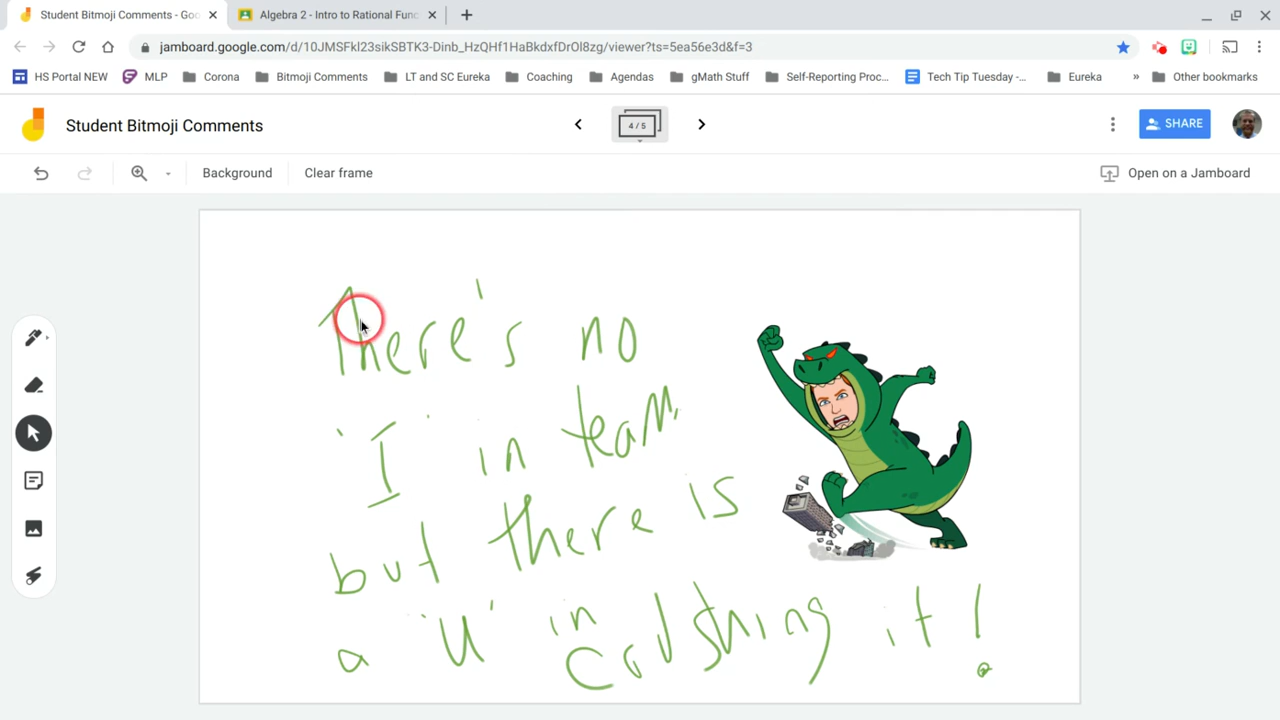 Student Bitmoji Comments - Goo
Algebra 2 - Intro to Rational Func
jamboard.google.com/d/10JMSFkl23sikSBTK3-Dinb_HzQHf1HaBkdxfDrOl8zg/viewer?ts=5ea56e3d&f=3
HS Portal NEW MLP Corona Bitmoji Comments LT and SC Eureka Coaching Agendas gMath Stuff Self-Reporting Proc... Tech Tip Tuesday -... Eureka » Other bookmarks
Student Bitmoji Comments
4 / 5
SHARE
Background Clear frame Open on a Jamboard
There's no
'I' in team,
but there is
a 'U' in crushing it!